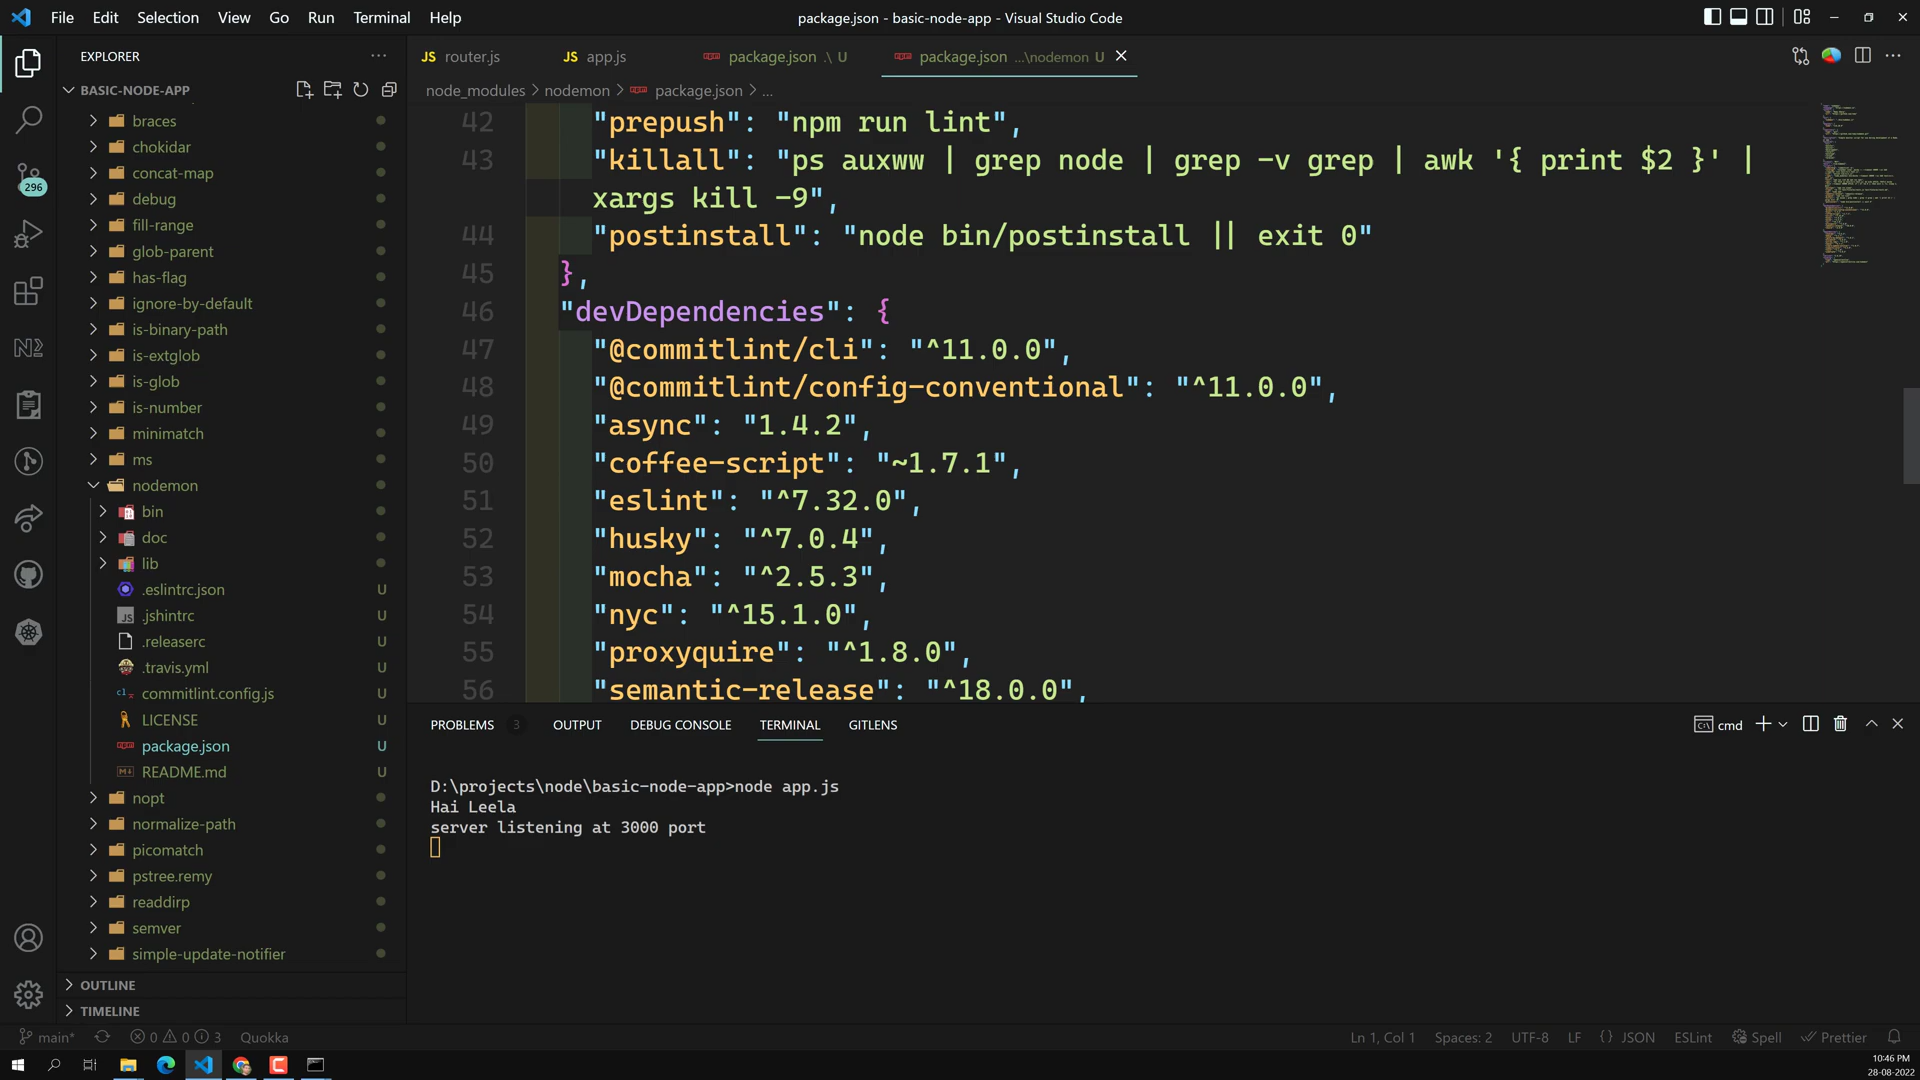 File Edit Selection View Go Run Terminal Help
package.json - basic-node-app - Visual Studio Code
EXPLORER
JS router.js
JS app.js
package.json .\ U
package.json ...\nodemon U
BASIC-NODE-APP
node_modules > nodemon > package.json > ...
braces
chokidar
concat-map
debug
fill-range
glob-parent
has-flag
ignore-by-default
is-binary-path
is-extglob
is-glob
is-number
minimatch
ms
nodemon
bin
doc
lib
.eslintrc.json U
JS .jshintrc U
.releaserc U
.travis.yml U
commitlint.config.js U
LICENSE U
package.json U
README.md U
nopt
normalize-path
picomatch
pstree.remy
readdirp
semver
simple-update-notifier
OUTLINE
TIMELINE
296
42 "prepush": "npm run lint",
43 "killall": "ps auxww | grep node | grep -v grep | awk '{ print $2 }' |
xargs kill -9",
44 "postinstall": "node bin/postinstall || exit 0"
45 },
46 "devDependencies": {
47 "@commitlint/cli": "^11.0.0",
48 "@commitlint/config-conventional": "^11.0.0",
49 "async": "1.4.2",
50 "coffee-script": "~1.7.1",
51 "eslint": "^7.32.0",
52 "husky": "^7.0.4",
53 "mocha": "^2.5.3",
54 "nyc": "^15.1.0",
55 "proxyquire": "^1.8.0",
56 "semantic-release": "^18.0.0",
PROBLEMS 3 OUTPUT DEBUG CONSOLE TERMINAL GITLENS
cmd
D:\projects\node\basic-node-app>node app.js
Hai Leela
server listening at 3000 port
main* 0 0 3 Quokka
Ln 1, Col 1 Spaces: 2 UTF-8 LF {} JSON ESLint Spell Prettier
10:46 PM
28-08-2022